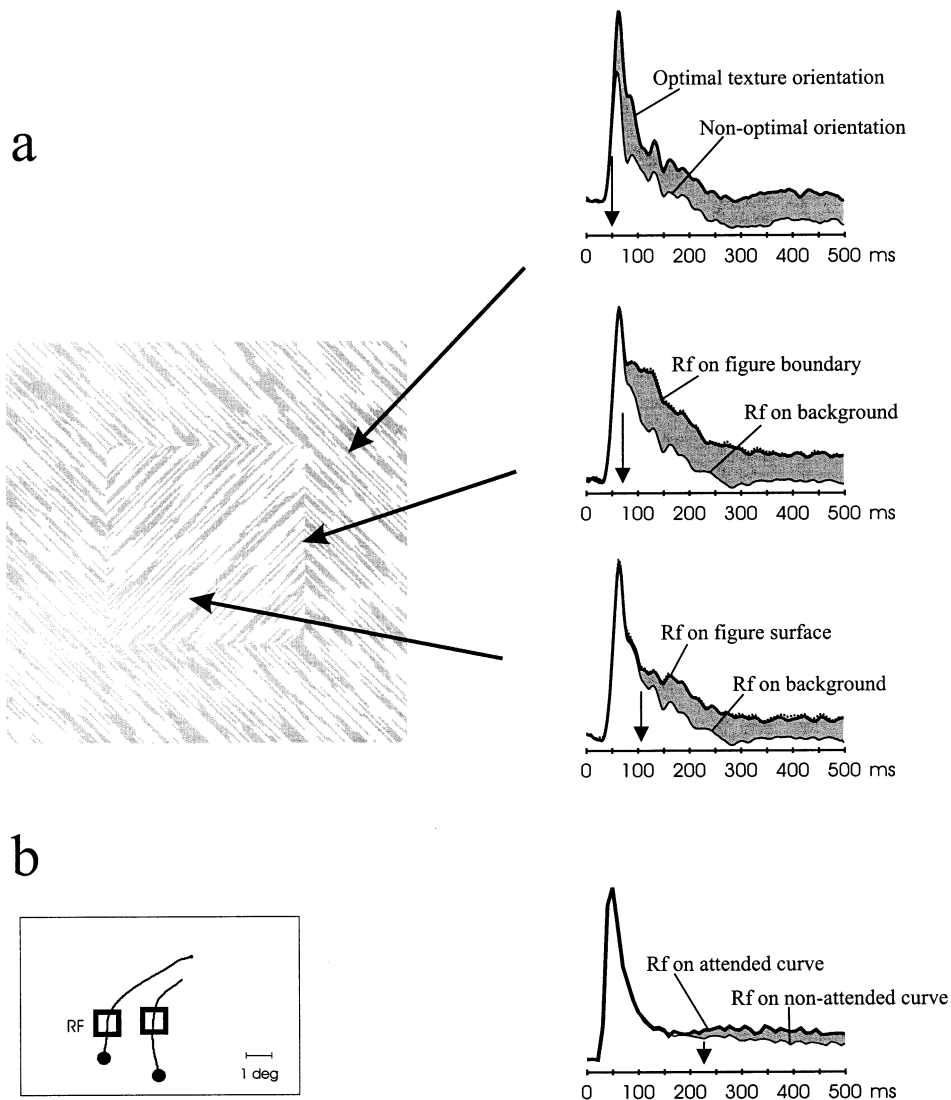 a
Optimal texture orientation
Non-optimal orientation
0 100 200 300 400 500 ms
Rf on figure boundary
Rf on background
0 100 200 300 400 500 ms
Rf on figure surface
Rf on background
0 100 200 300 400 500 ms
b
RF
1 deg
Rf on attended curve
Rf on non-attended curve
0 100 200 300 400 500 ms